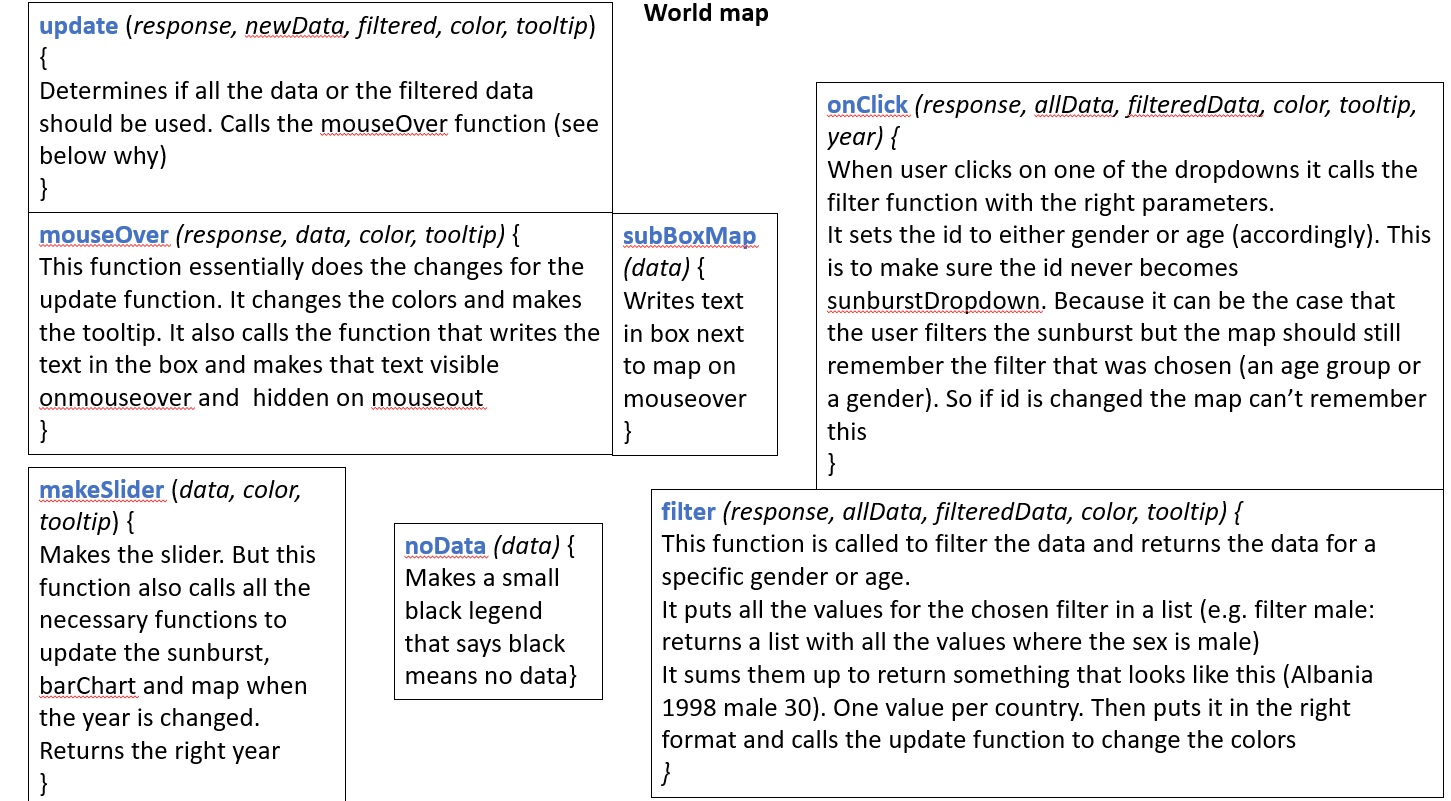 World map
update (response, newData, filtered, color, tooltip)
{
Determines if all the data or the filtered data
should be used. Calls the mouseOver function (see
below why)
}
mouseOver (response, data, color, tooltip) {
This function essentially does the changes for the
update function. It changes the colors and makes
the tooltip. It also calls the function that writes the
text in the box and makes that text visible
onmouseover and  hidden on mouseout
}
subBoxMap
(data) {
Writes text
in box next
to map on
mouseover
}
onClick (response, allData, filteredData, color, tooltip,
year) {
When user clicks on one of the dropdowns it calls the
filter function with the right parameters.
It sets the id to either gender or age (accordingly). This
is to make sure the id never becomes
sunburstDropdown. Because it can be the case that
the user filters the sunburst but the map should still
remember the filter that was chosen (an age group or
a gender). So if id is changed the map can’t remember
this
}
makeSlider (data, color,
tooltip) {
Makes the slider. But this
function also calls all the
necessary functions to
update the sunburst,
barChart and map when
the year is changed.
Returns the right year
}
noData (data) {
Makes a small
black legend
that says black
means no data}
filter (response, allData, filteredData, color, tooltip) {
This function is called to filter the data and returns the data for a
specific gender or age.
It puts all the values for the chosen filter in a list (e.g. filter male:
returns a list with all the values where the sex is male)
It sums them up to return something that looks like this (Albania
1998 male 30). One value per country. Then puts it in the right
format and calls the update function to change the colors
}